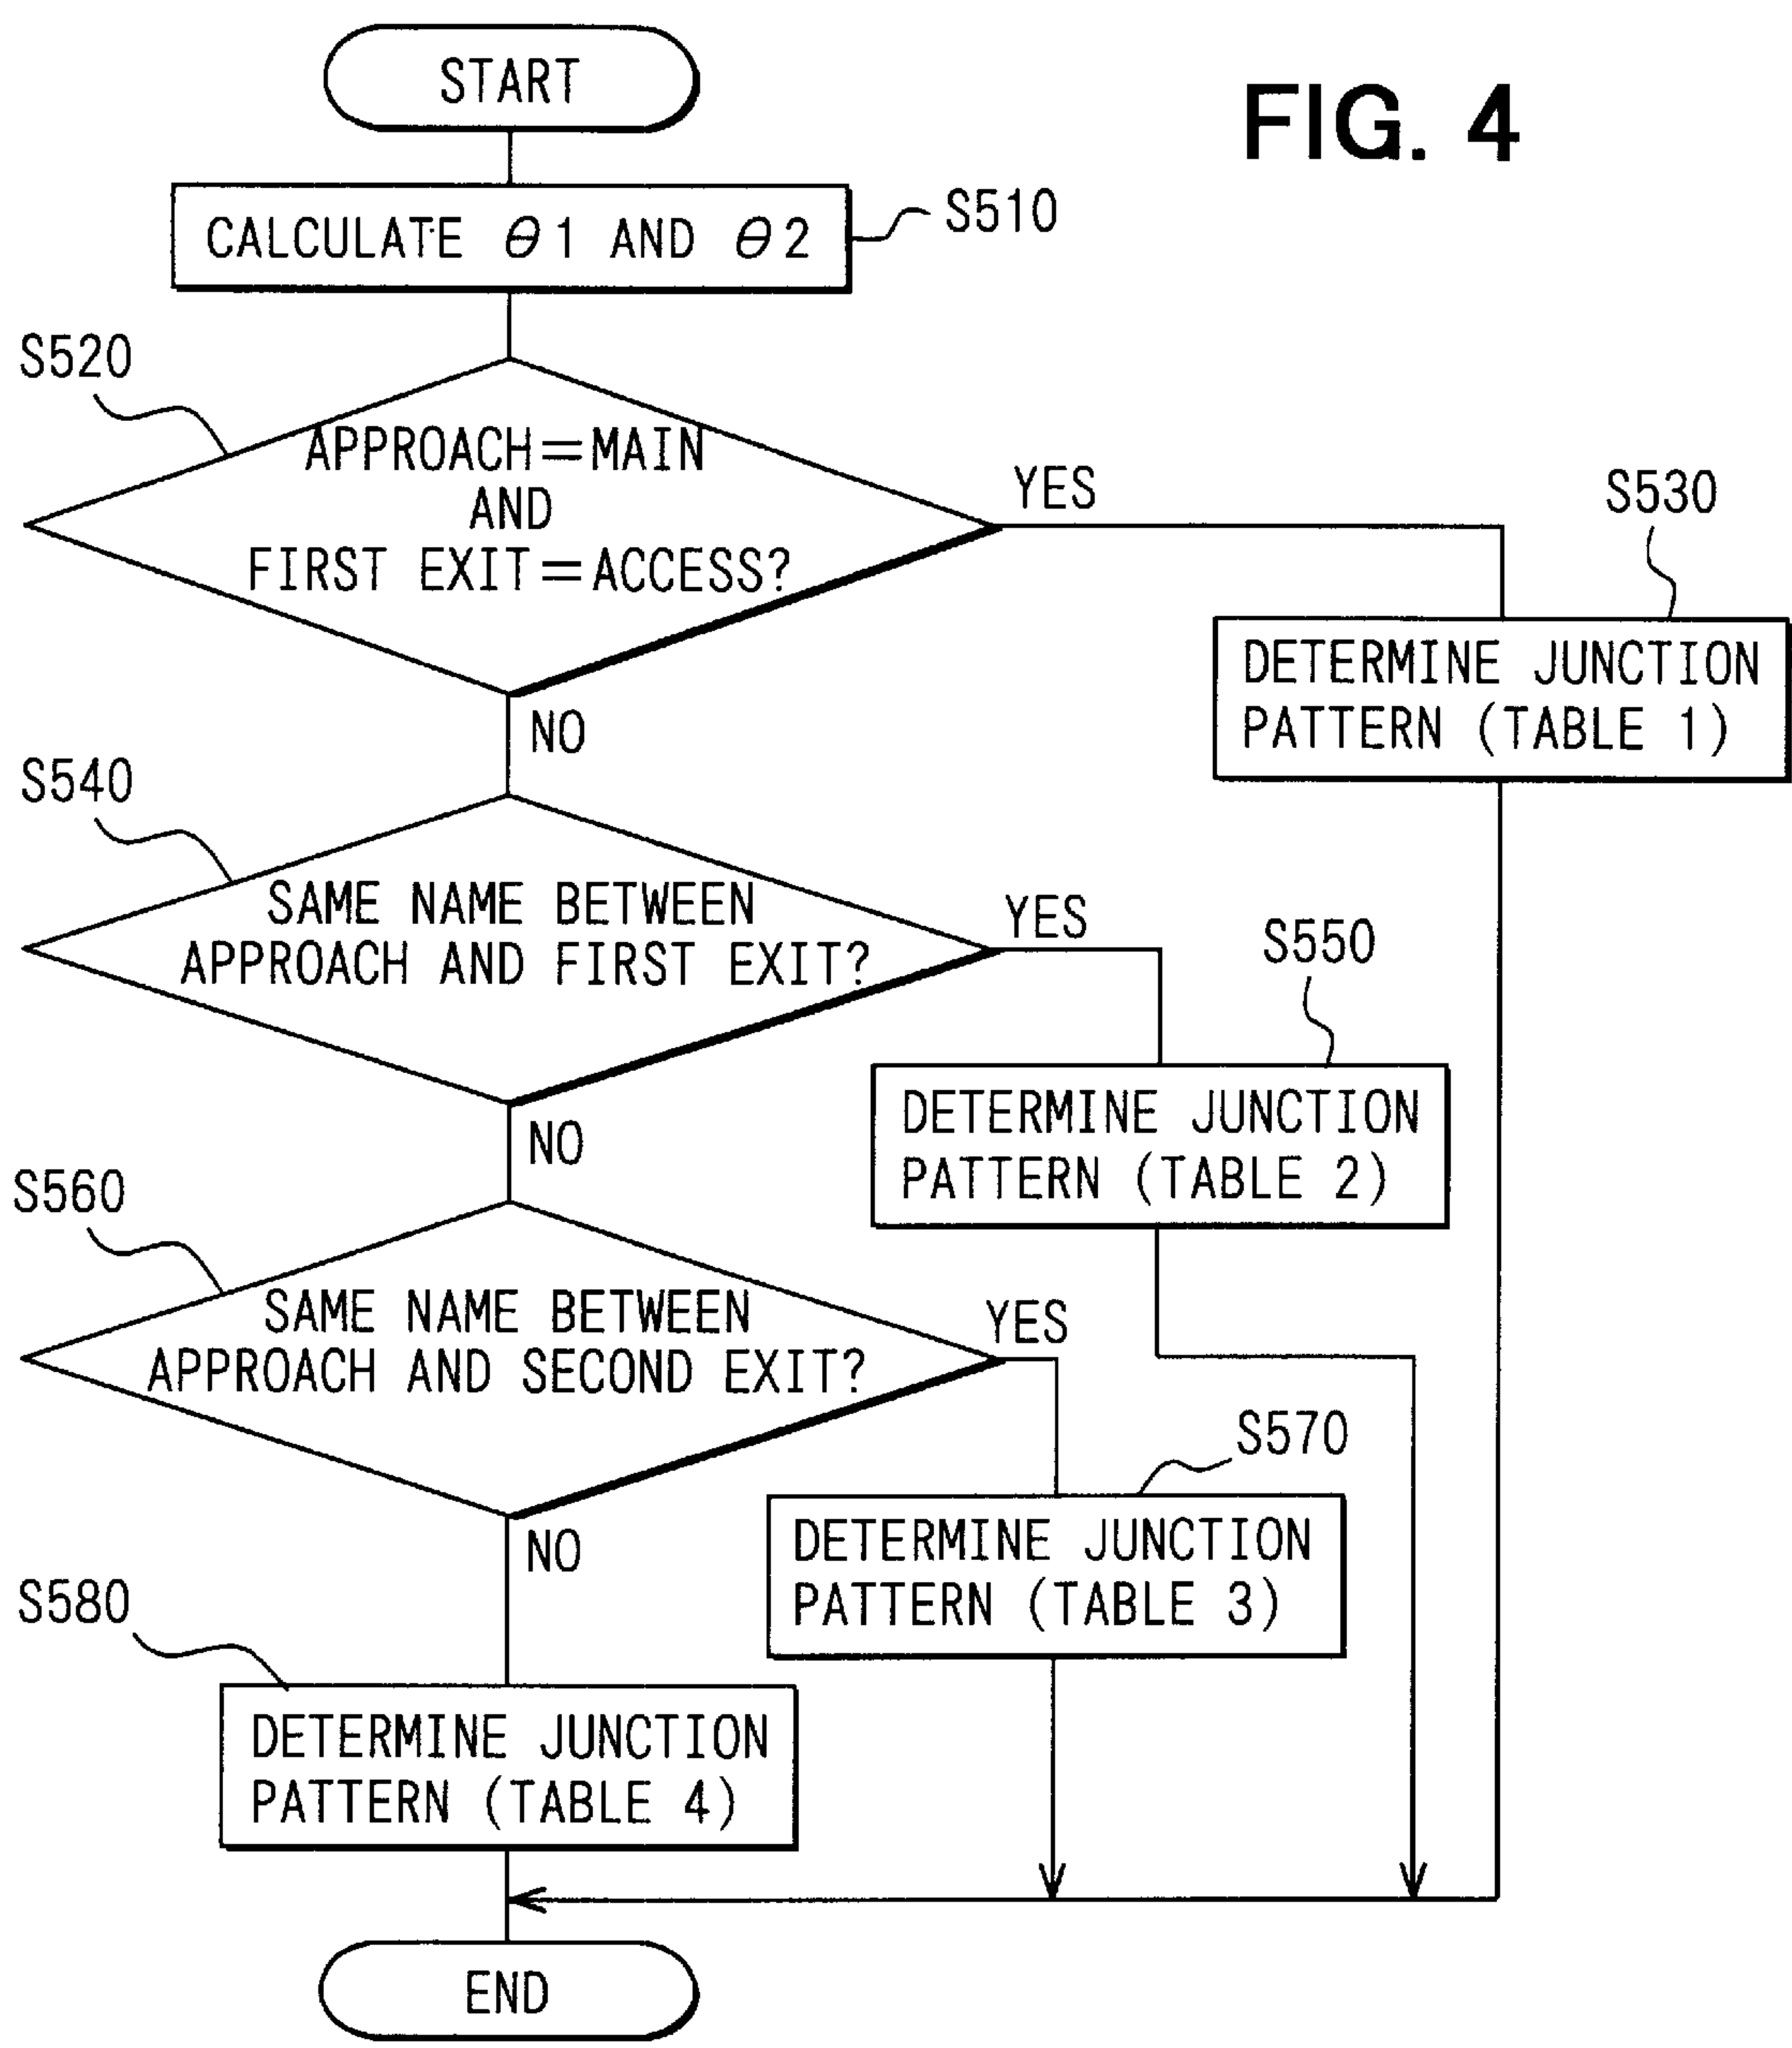 START
FIG. 4
CALCULATE θ1 AND θ2
S510
S520
APPROACH=MAIN
AND
FIRST EXIT=ACCESS?
YES
S530
DETERMINE JUNCTION
PATTERN (TABLE 1)
NO
S540
SAME NAME BETWEEN
APPROACH AND FIRST EXIT?
YES
S550
DETERMINE JUNCTION
PATTERN (TABLE 2)
NO
S560
SAME NAME BETWEEN
APPROACH AND SECOND EXIT?
YES
S570
DETERMINE JUNCTION
PATTERN (TABLE 3)
NO
S580
DETERMINE JUNCTION
PATTERN (TABLE 4)
END